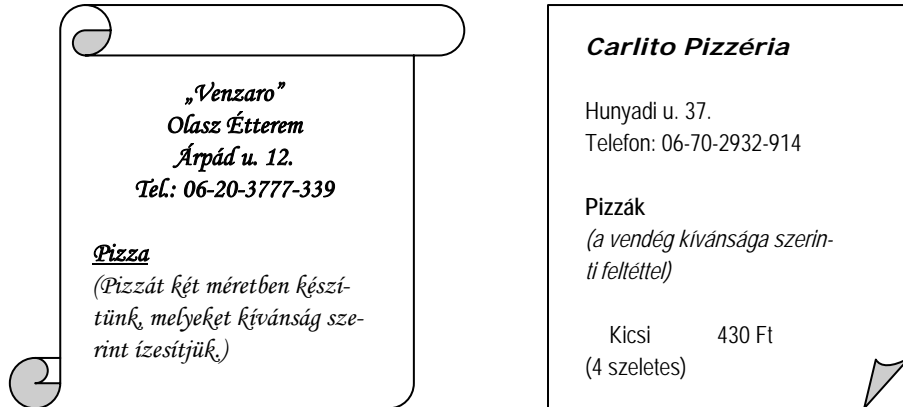 „Venzaro”
Olasz Étterem
Árpád u. 12.
Tel.: 06-20-3777-339
Pizza
(Pizzát két méretben készí-
tünk, melyeket kívánság sze-
rint ízesítjük.)
Carlito Pizzéria
Hunyadi u. 37.
Telefon: 06-70-2932-914
Pizzák
(a vendég kívánsága szerin-
ti feltéttel)
Kicsi 430 Ft
(4 szeletes)